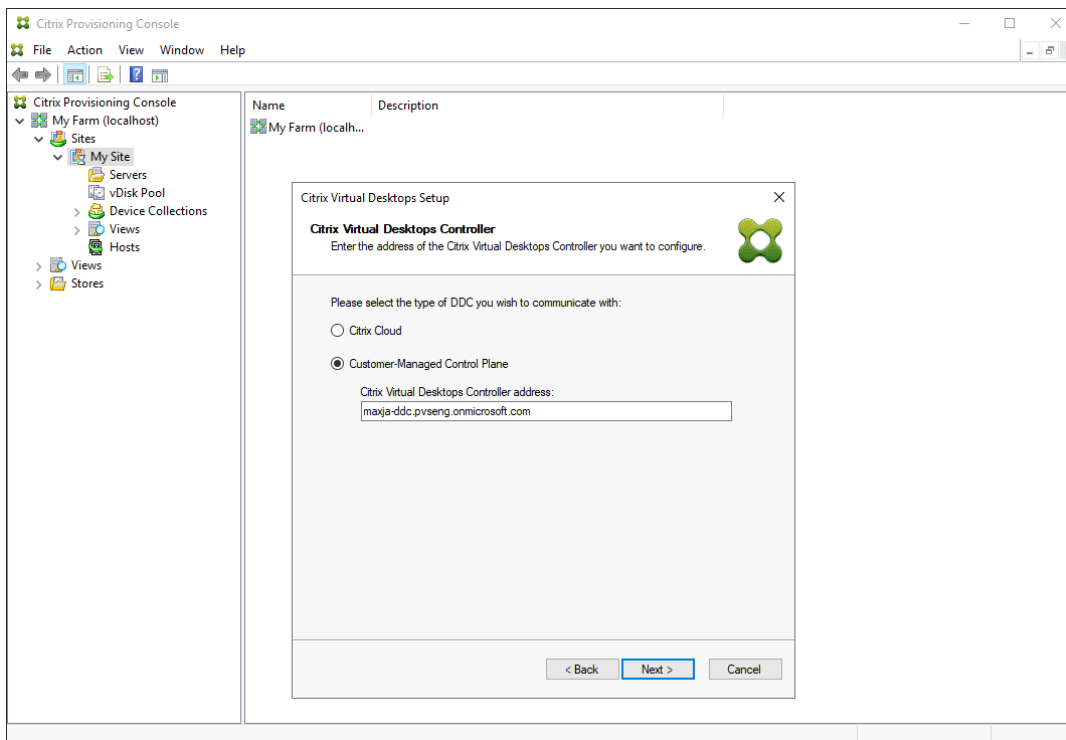 Citrix Provisioning Console
File Action View Window Help
Citrix Provisioning Console
My Farm (localhost)
Sites
My Site
Servers
vDisk Pool
Device Collections
Views
Hosts
Views
Stores
Name Description
My Farm (localh...
Citrix Virtual Desktops Setup
Citrix Virtual Desktops Controller
Enter the address of the Citrix Virtual Desktops Controller you want to configure.
Please select the type of DDC you wish to communicate with:
Citrix Cloud
Customer-Managed Control Plane
Citrix Virtual Desktops Controller address:
maxja-ddc.pvseng.onmicrosoft.com
< Back Next > Cancel